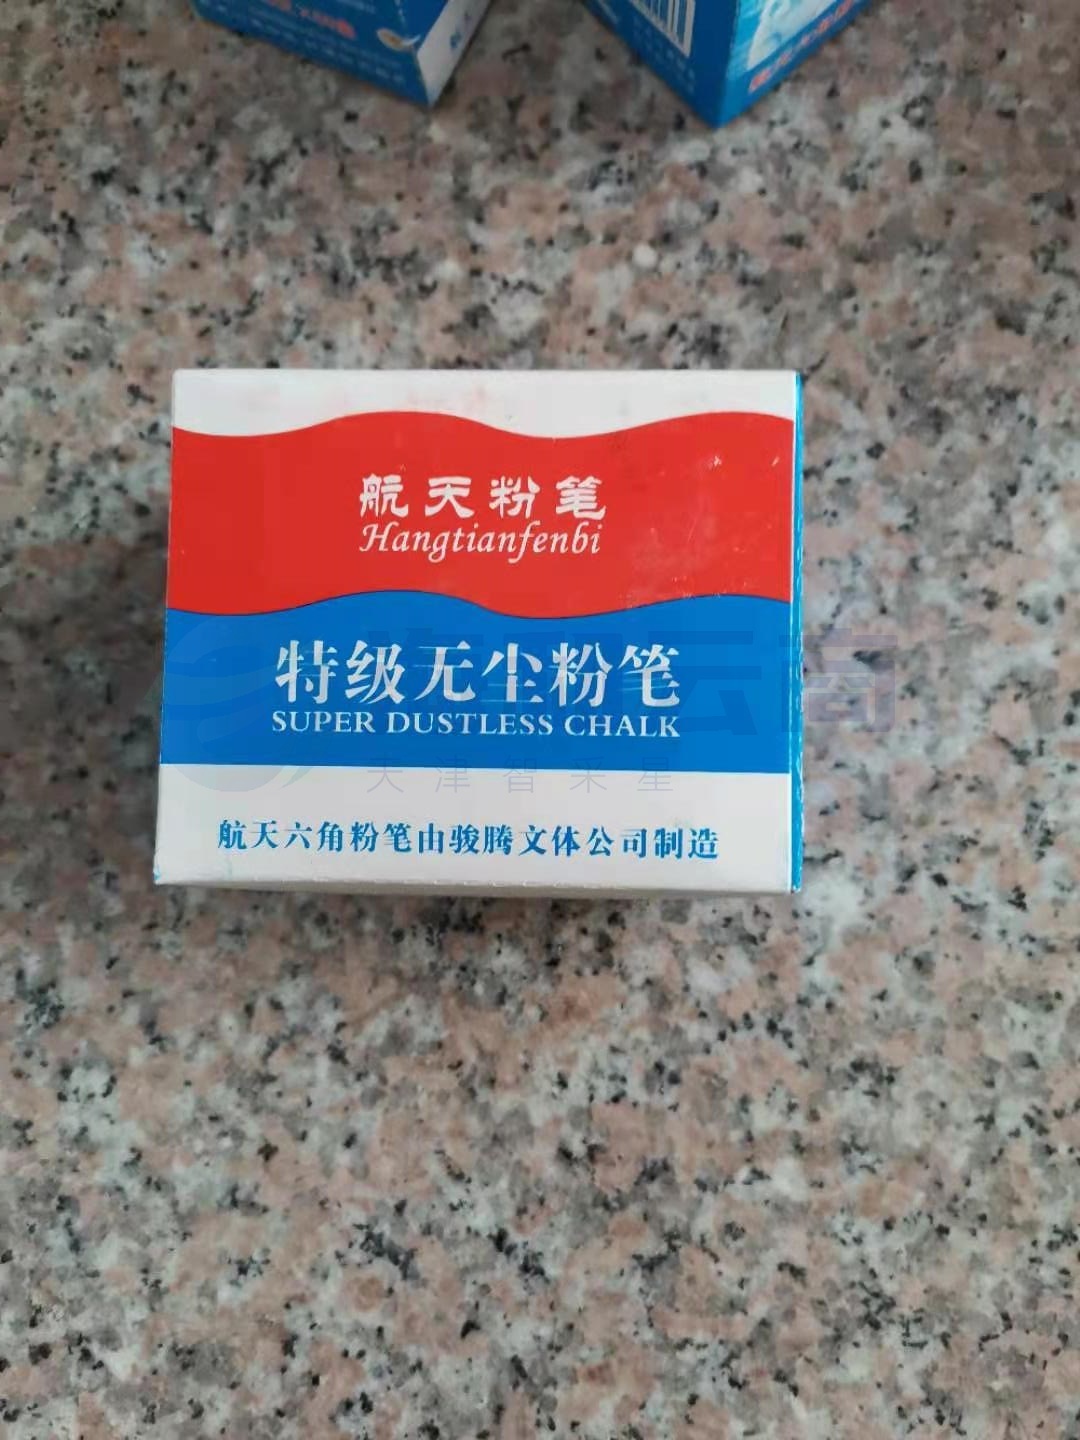 航天粉笔
Hangtianfenbi
特级无尘粉笔
SUPER DUSTLESS CHALK
天津智采星
航天六角粉笔由骏腾文体公司制造